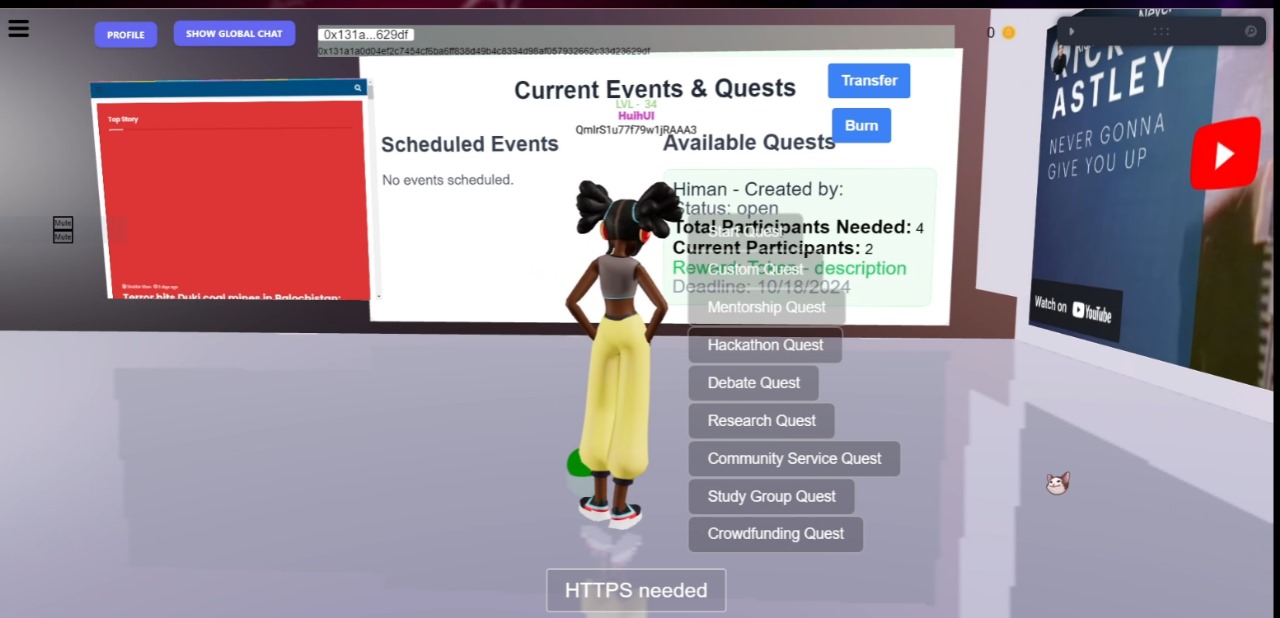 PROFILE
SHOW GLOBAL CHAT
0x131a...629df
0x131a1a0d04ef2c7454cf6ba6ff838d49b4c8394d98af057932662c33d23629df
0
Never
RICK
ASTLEY
NEVER GONNA
GIVE YOU UP
Watch on YouTube
Top Story
Terror hits Duki coal mines in Balochistan:
Current Events & Quests
Transfer
Burn
LVL - 34
HuihUI
QmIrS1u77f79w1jRAAA3
Scheduled Events
No events scheduled.
Available Quests
Himan - Created by:
Status: open
Total Participants Needed: 4
Current Participants: 2
description
Deadline: 10/18/2024
Start Quest
Custom Quest
Mentorship Quest
Hackathon Quest
Debate Quest
Research Quest
Community Service Quest
Study Group Quest
Crowdfunding Quest
Mute
Mute
HTTPS needed